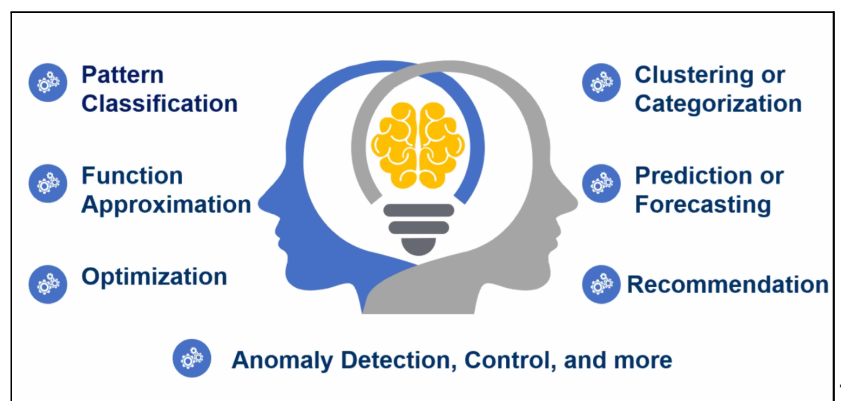 Pattern
Classification
Function
Approximation
Optimization
Clustering or
Categorization
Prediction or
Forecasting
Recommendation
Anomaly Detection, Control, and more